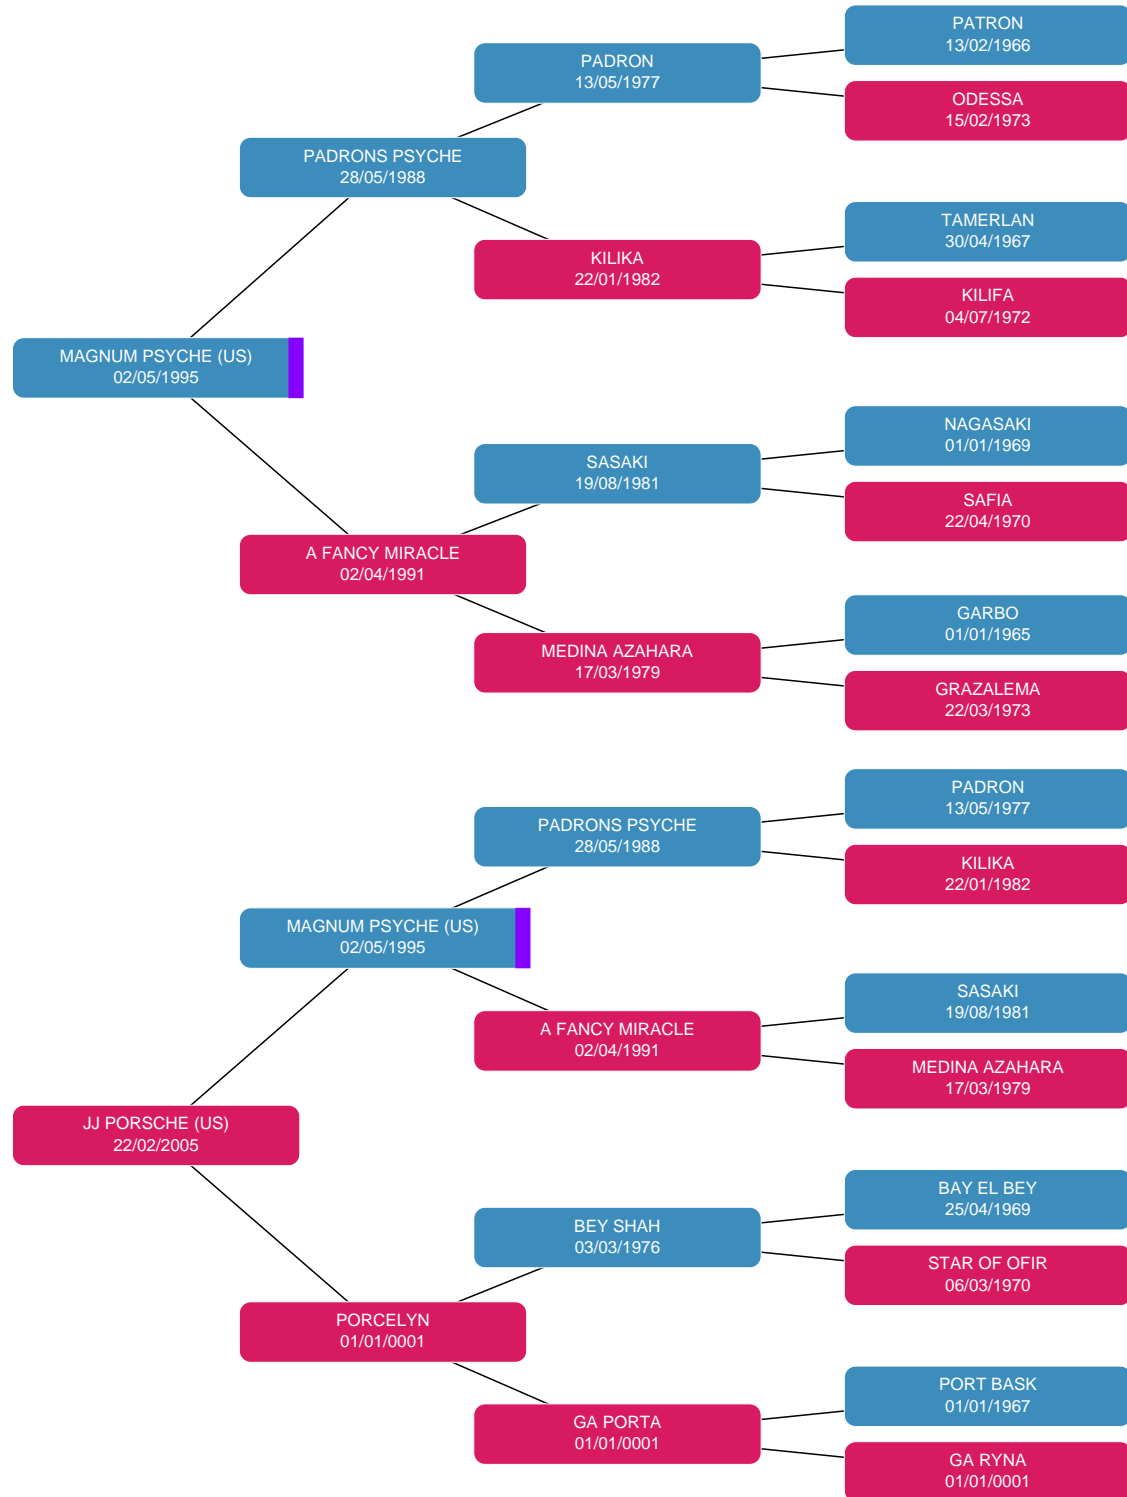 PATRON
13/02/1966
PADRON
13/05/1977
ODESSA
15/02/1973
PADRONS PSYCHE
28/05/1988
TAMERLAN
30/04/1967
KILIKA
22/01/1982
KILIFA
04/07/1972
MAGNUM PSYCHE (US)
02/05/1995
NAGASAKI
01/01/1969
SASAKI
19/08/1981
SAFIA
22/04/1970
A FANCY MIRACLE
02/04/1991
GARBO
01/01/1965
MEDINA AZAHARA
17/03/1979
GRAZALEMA
22/03/1973
PADRON
13/05/1977
PADRONS PSYCHE
28/05/1988
KILIKA
22/01/1982
MAGNUM PSYCHE (US)
02/05/1995
SASAKI
19/08/1981
A FANCY MIRACLE
02/04/1991
MEDINA AZAHARA
17/03/1979
JJ PORSCHE (US)
22/02/2005
BAY EL BEY
25/04/1969
BEY SHAH
03/03/1976
STAR OF OFIR
06/03/1970
PORCELYN
01/01/0001
PORT BASK
01/01/1967
GA PORTA
01/01/0001
GA RYNA
01/01/0001